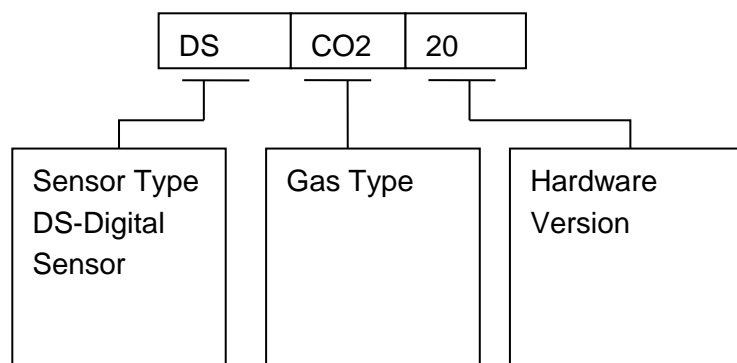 DS CO2 20
Sensor Type
DS-Digital
Sensor
Gas Type
Hardware
Version